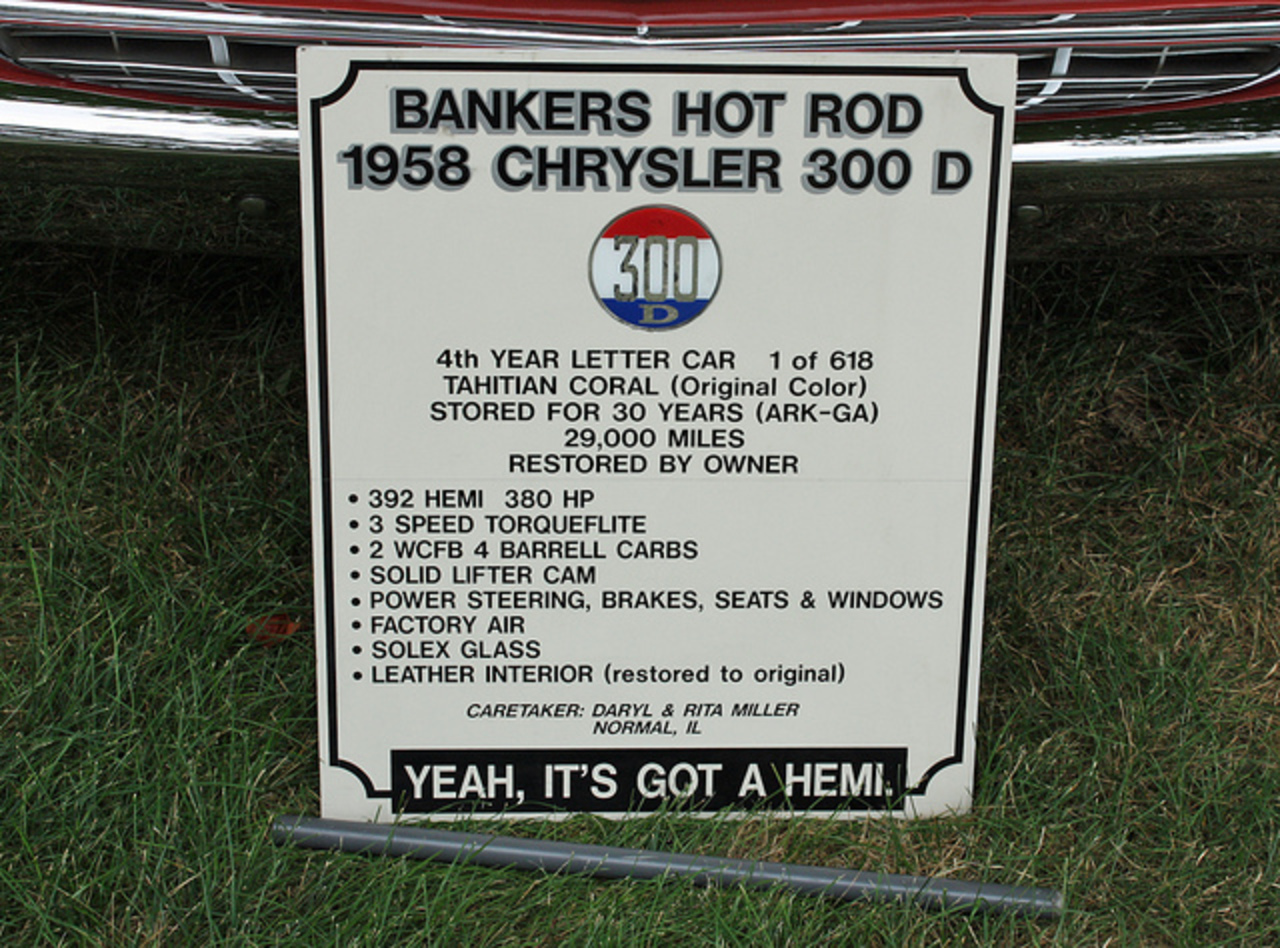 BANKERS HOT ROD
1958 CHRYSLER 300 D
300
D
4th YEAR LETTER CAR 1 of 618
TAHITIAN CORAL (Original Color)
STORED FOR 30 YEARS (ARK-GA)
29,000 MILES
RESTORED BY OWNER
• 392 HEMI 380 HP
• 3 SPEED TORQUEFLITE
• 2 WCFB 4 BARRELL CARBS
• SOLID LIFTER CAM
• POWER STEERING, BRAKES, SEATS & WINDOWS
• FACTORY AIR
• SOLEX GLASS
• LEATHER INTERIOR (restored to original)
CARETAKER: DARYL & RITA MILLER
NORMAL, IL
YEAH, IT'S GOT A HEMI.